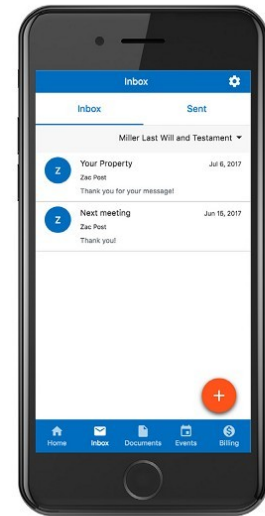 Inbox
Inbox Sent
Miller Last Will and Testament
Z Your Property Jul 6, 2017
Zac Post
Thank you for your message!
Z Next meeting Jun 15, 2017
Zac Post
Thank you!
+
Home Inbox Documents Events Billing